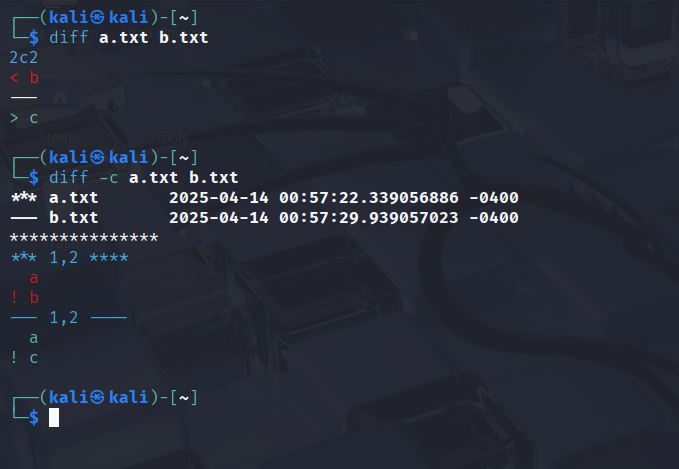 ┌──(kali㉿kali)-[~]
└─$ diff a.txt b.txt
2c2
< b
---
> c
Home tools
┌──(kali㉿kali)-[~]
└─$ diff -c a.txt b.txt
*** a.txt       2025-04-14 00:57:22.339056886 -0400
--- b.txt       2025-04-14 00:57:29.939057023 -0400
***************
*** 1,2 ****
  a
! b
--- 1,2 ----
  a
! c
┌──(kali㉿kali)-[~]
└─$